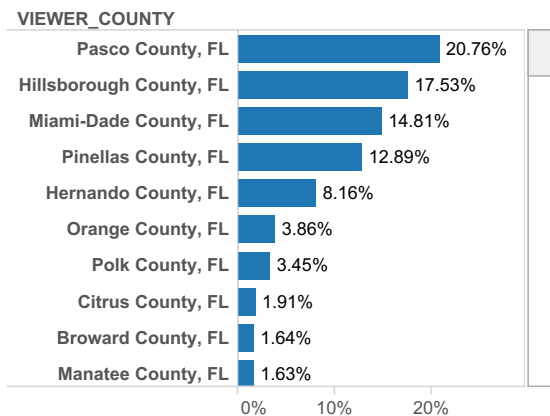 VIEWER_COUNTY
Pasco County, FL 20.76%
Hillsborough County, FL 17.53%
Miami-Dade County, FL 14.81%
Pinellas County, FL 12.89%
Hernando County, FL 8.16%
Orange County, FL 3.86%
Polk County, FL 3.45%
Citrus County, FL 1.91%
Broward County, FL 1.64%
Manatee County, FL 1.63%
0% 10% 20%